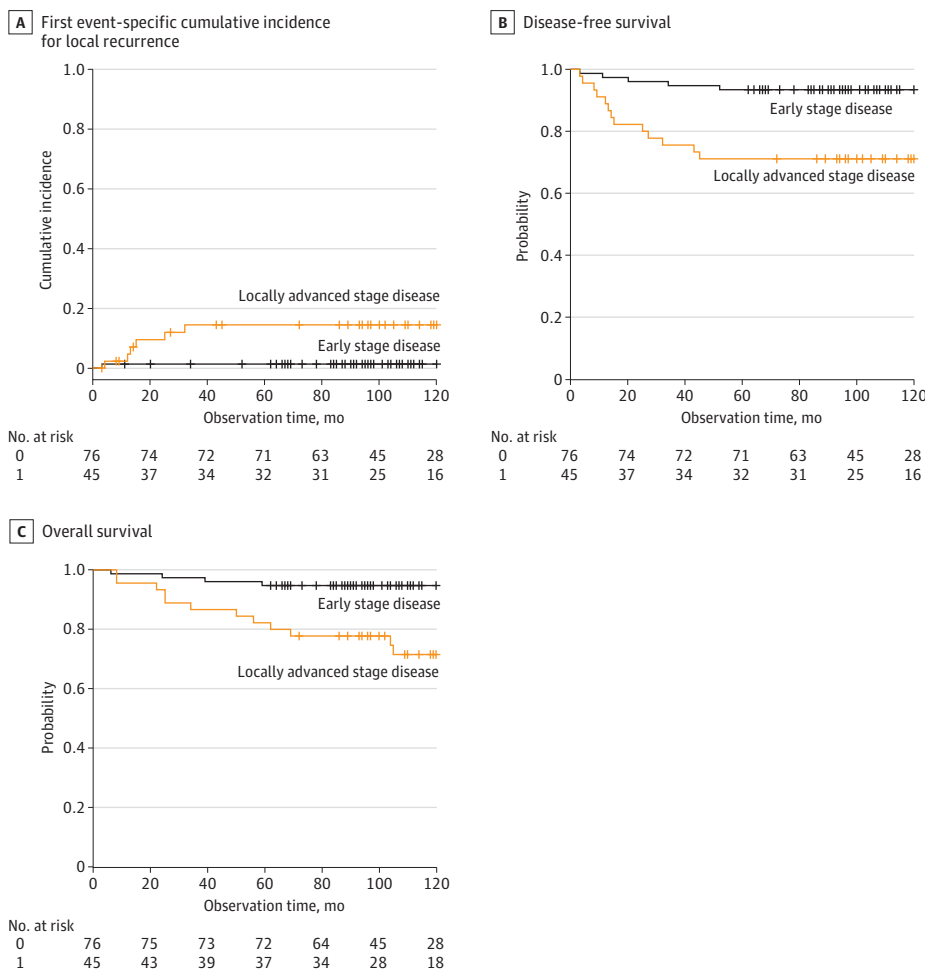 A First event-specific cumulative incidence
for local recurrence
1.0
0.8
0.6
0.4
0.2
0
Cumulative incidence
Locally advanced stage disease
Early stage disease
0 20 40 60 80 100 120
Observation time, mo
No. at risk
0 76 74 72 71 63 45 28
1 45 37 34 32 31 25 16
B Disease-free survival
1.0
0.8
0.6
0.4
0.2
0
Probability
Early stage disease
Locally advanced stage disease
0 20 40 60 80 100 120
Observation time, mo
No. at risk
0 76 74 72 71 63 45 28
1 45 37 34 32 31 25 16
C Overall survival
1.0
0.8
0.6
0.4
0.2
0
Probability
Early stage disease
Locally advanced stage disease
0 20 40 60 80 100 120
Observation time, mo
No. at risk
0 76 75 73 72 64 45 28
1 45 43 39 37 34 28 18